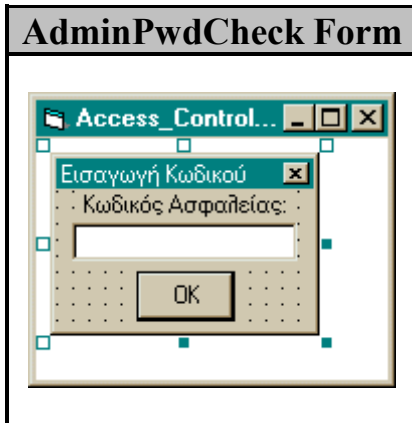 AdminPwdCheck Form
Access_Control...
Εισαγωγή Κωδικού
Κωδικός Ασφαλείας:
OK